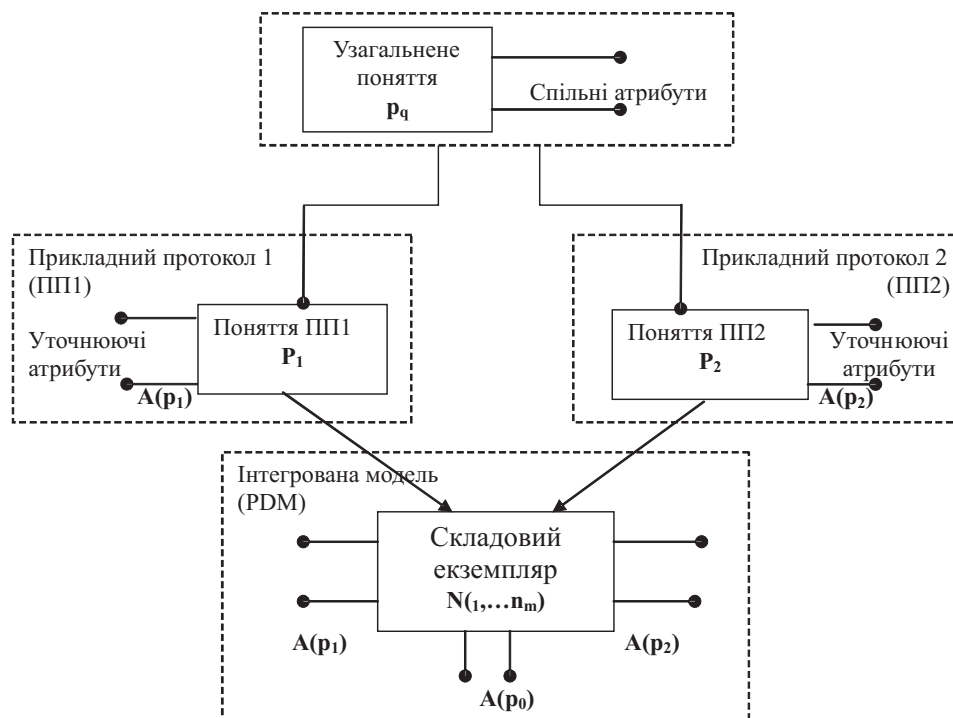 Узагальнене
поняття
p_q
Спільні атрибути
Прикладний протокол 1
(ПП1)
Уточнюючі
атрибути
A(p₁)
Поняття ПП1
P₁
Прикладний протокол 2
(ПП2)
Поняття ПП2
P₂
Уточнюючі
атрибути
A(p₂)
Інтегрована модель
(PDM)
Складовий
екземпляр
N(₁,…nₘ)
A(p₁)
A(p₂)
A(p₀)